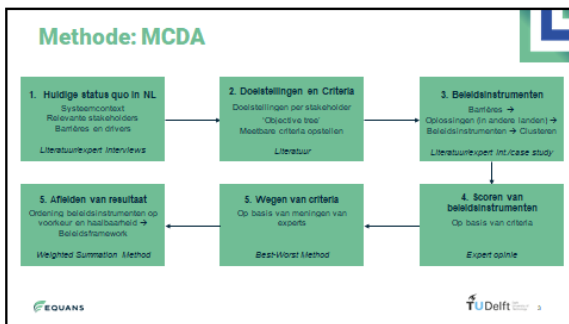 Methode: MCDA
1. Huidige status quo in NL
Systeemcontext
Relevante stakeholders
Barrières en drivers
Literatuur/expert interviews
2. Doelstellingen en Criteria
Doelstellingen per stakeholder
'Objective tree'
Meetbare criteria opstellen
Literatuur
3. Beleidsinstrumenten
Barrières →
Oplossingen (in andere landen) →
Beleidsinstrumenten → Clusteren
Literatuur/expert int./case study
4. Scoren van
beleidsinstrumenten
Op basis van criteria
Expert opinie
5. Wegen van criteria
Op basis van meningen van
experts
Best-Worst Method
5. Afleiden van resultaat
Ordening beleidsinstrumenten op
voorkeur en haalbaarheid →
Beleidsframework
Weighted Summation Method
EQUANS
TUDelft
3